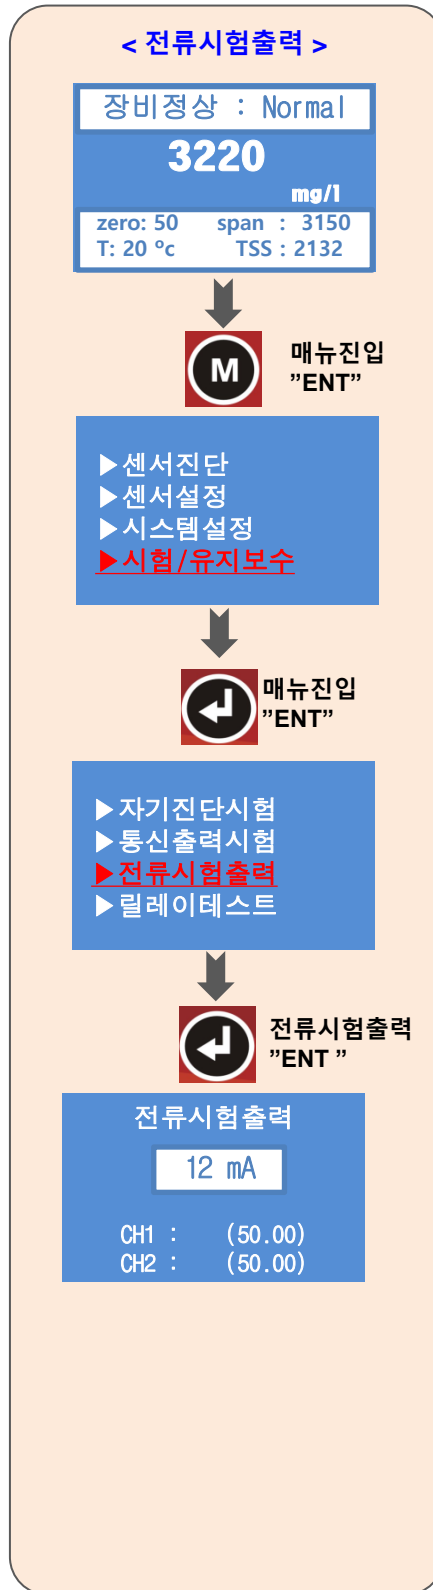 < 전류시험출력 >
장비정상 : Normal
3220
mg/l
zero: 50 span : 3150
T: 20 ºc TSS : 2132
M
매뉴진입
”ENT”
▶센서진단
▶센서설정
▶시스템설정
▶시험/유지보수
매뉴진입
”ENT”
▶자기진단시험
▶통신출력시험
▶전류시험출력
▶릴레이테스트
전류시험출력
”ENT ”
전류시험출력
12 mA
CH1 : (50.00)
CH2 : (50.00)